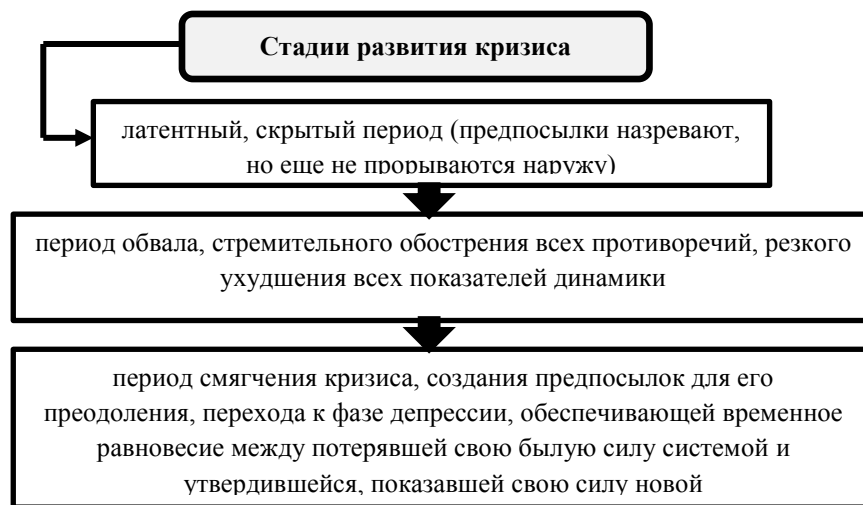 Стадии развития кризиса
латентный, скрытый период (предпосылки назревают,
но еще не прорываются наружу)
период обвала, стремительного обострения всех противоречий, резкого
ухудшения всех показателей динамики
период смягчения кризиса, создания предпосылок для его
преодоления, перехода к фазе депрессии, обеспечивающей временное
равновесие между потерявшей свою былую силу системой и
утвердившейся, показавшей свою силу новой